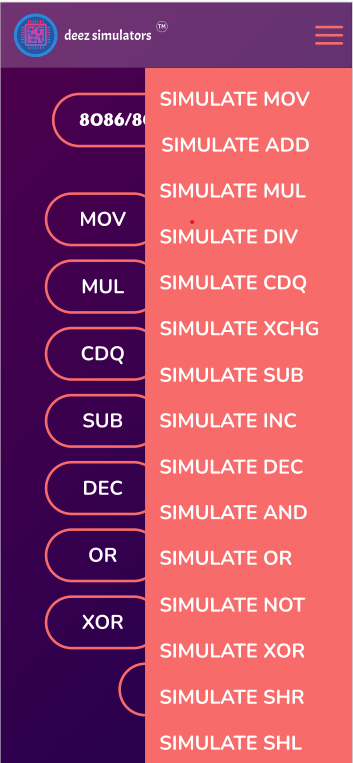 deez simulators ™
8086/80
SIMULATE MOV
SIMULATE ADD
SIMULATE MUL
SIMULATE DIV
SIMULATE CDQ
SIMULATE XCHG
SIMULATE SUB
SIMULATE INC
SIMULATE DEC
SIMULATE AND
SIMULATE OR
SIMULATE NOT
SIMULATE XOR
SIMULATE SHR
SIMULATE SHL
MOV
MUL
CDQ
SUB
DEC
OR
XOR